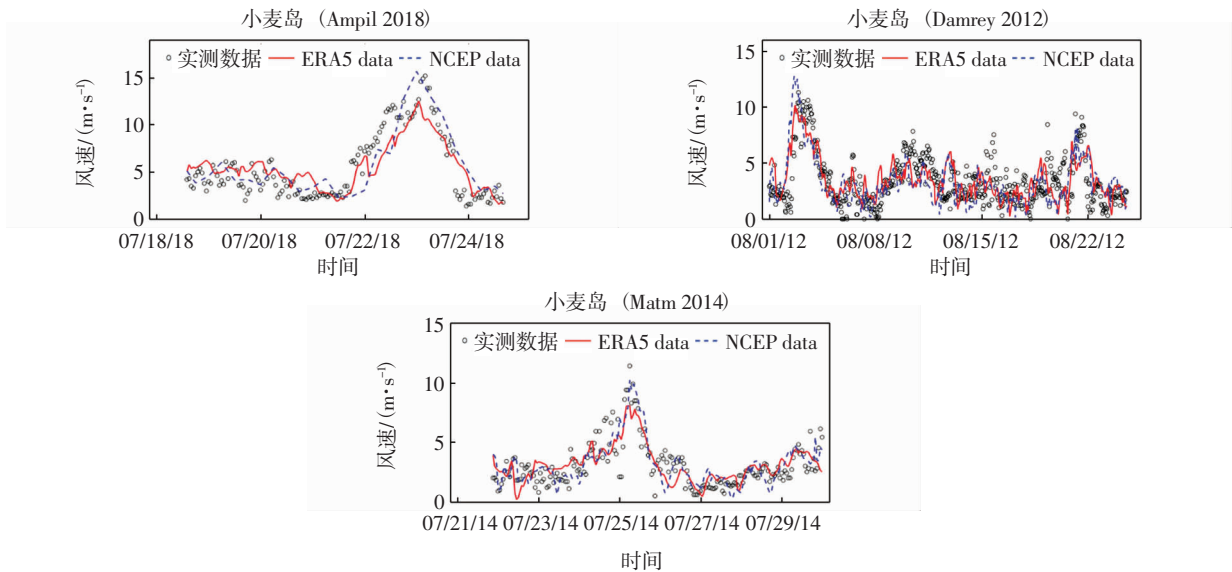 小麦岛 (Ampil 2018)
实测数据 ERA5 data NCEP data
风速/(m·s⁻¹)
15
10
5
0
07/18/18 07/20/18 07/22/18 07/24/18
时间
小麦岛 (Damrey 2012)
实测数据 ERA5 data NCEP data
风速/(m·s⁻¹)
15
10
5
0
08/01/12 08/08/12 08/15/12 08/22/12
时间
小麦岛 (Matm 2014)
实测数据 ERA5 data NCEP data
风速/(m·s⁻¹)
15
10
5
0
07/21/14 07/23/14 07/25/14 07/27/14 07/29/14
时间